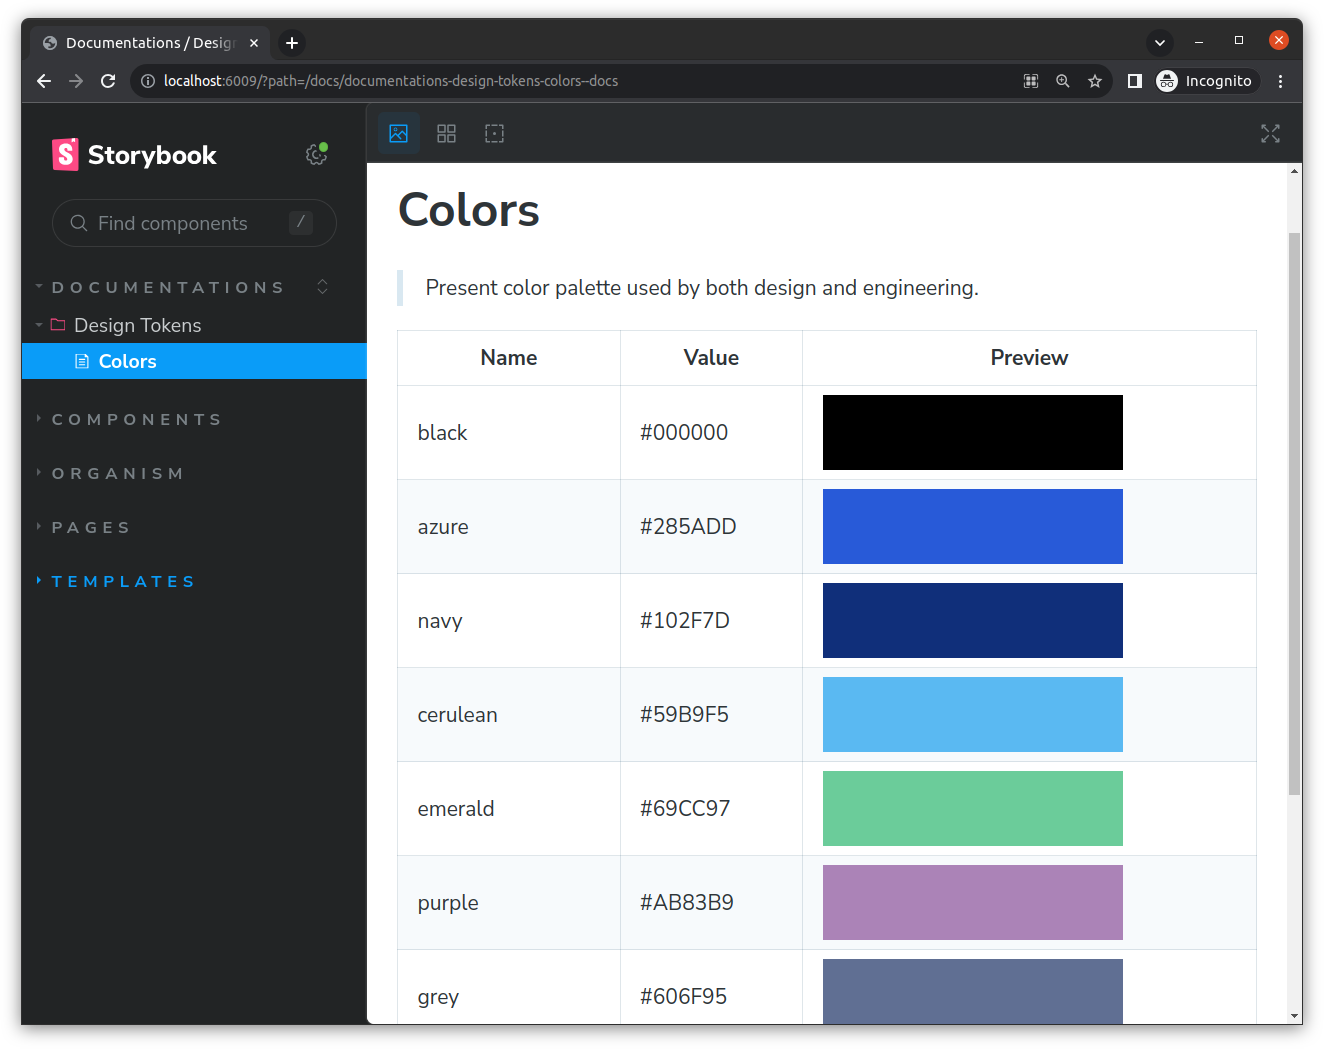 Documentations / Desig
localhost:6009/?path=/docs/documentations-design-tokens-colors--docs
Incognito
S Storybook
Find components /
DOCUMENTATIONS
Design Tokens
Colors
COMPONENTS
ORGANISM
PAGES
TEMPLATES
Colors
Present color palette used by both design and engineering.
Name Value Preview
black #000000
azure #285ADD
navy #102F7D
cerulean #59B9F5
emerald #69CC97
purple #AB83B9
grey #606F95